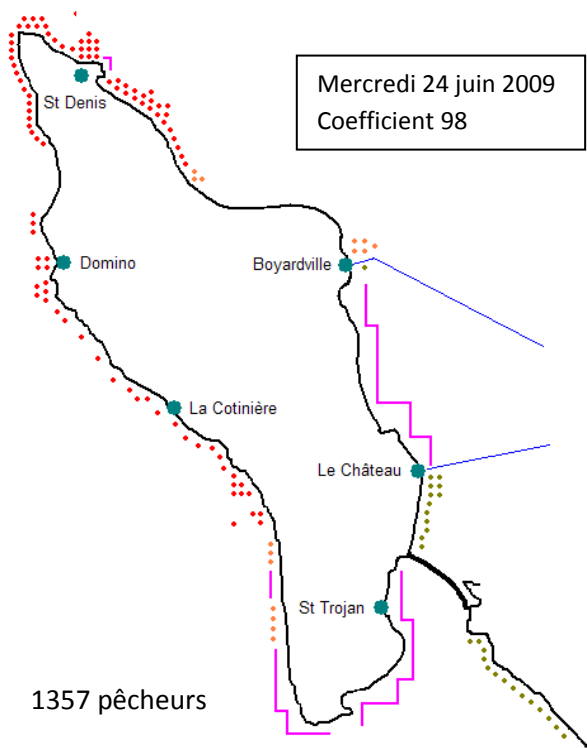 Mercredi 24 juin 2009
Coefficient 98
St Denis
Domino
Boyardville
La Cotinière
Le Château
St Trojan
1357 pêcheurs